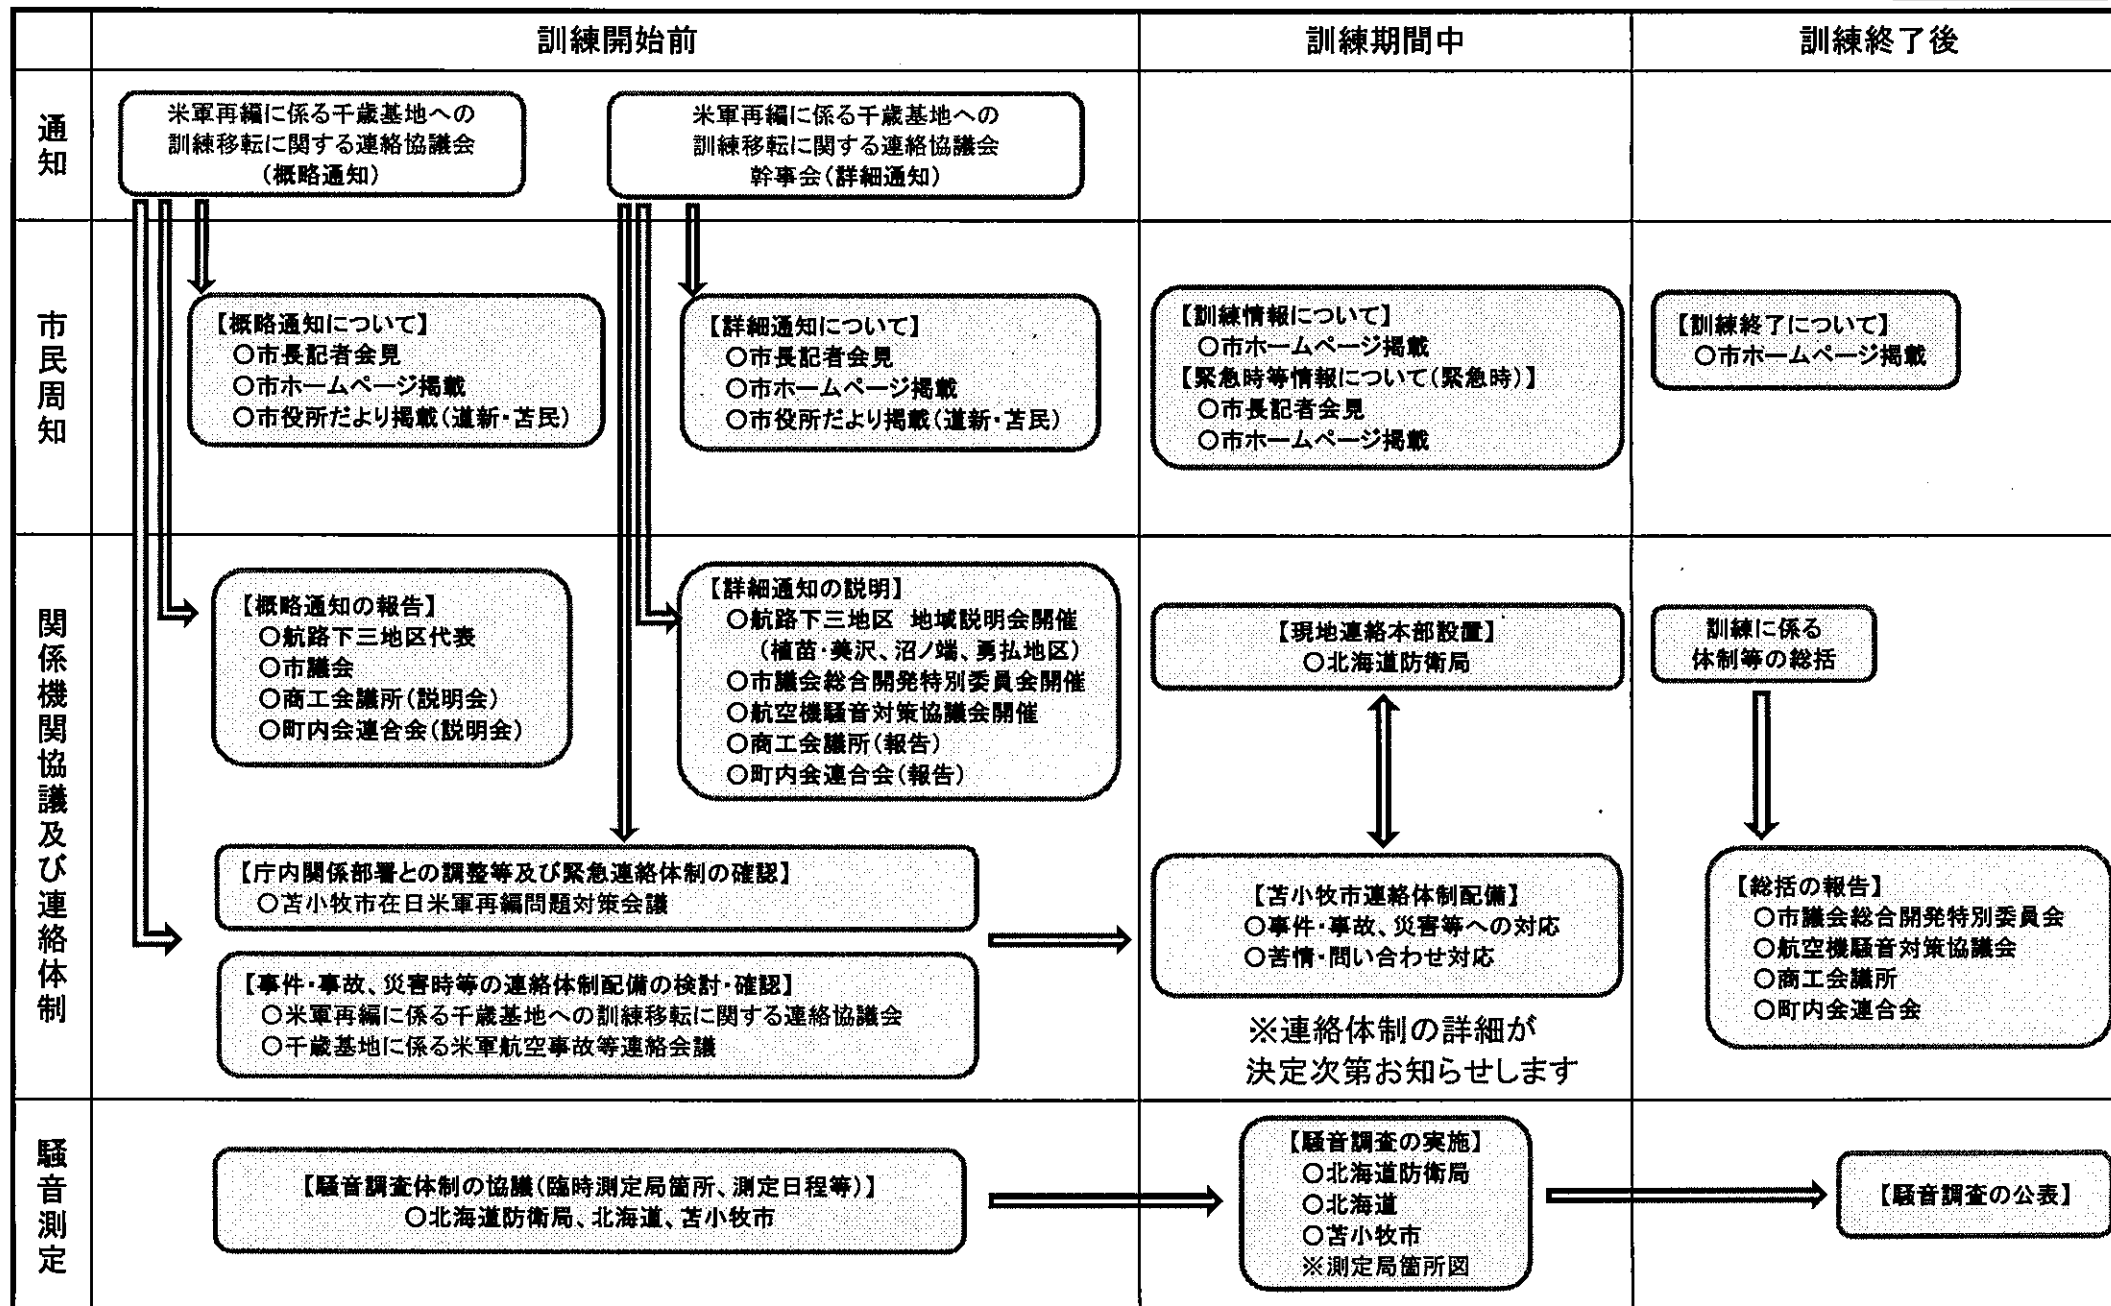 訓練開始前
訓練期間中
訓練終了後
通知
米軍再編に係る千歳基地への
訓練移転に関する連絡協議会
(概略通知)
米軍再編に係る千歳基地への
訓練移転に関する連絡協議会
幹事会(詳細通知)
市民周知
【概略通知について】
○市長記者会見
○市ホームページ掲載
○市役所だより掲載(道新・苫民)
【詳細通知について】
○市長記者会見
○市ホームページ掲載
○市役所だより掲載(道新・苫民)
【訓練情報について】
○市ホームページ掲載
【緊急時等情報について(緊急時)】
○市長記者会見
○市ホームページ掲載
【訓練終了について】
○市ホームページ掲載
関係機関協議及び連絡体制
【概略通知の報告】
○航路下三地区代表
○市議会
○商工会議所(説明会)
○町内会連合会(説明会)
【詳細通知の説明】
○航路下三地区 地域説明会開催
(植苗・美沢、沼ノ端、勇払地区)
○市議会総合開発特別委員会開催
○航空機騒音対策協議会開催
○商工会議所(報告)
○町内会連合会(報告)
【現地連絡本部設置】
○北海道防衛局
訓練に係る
体制等の総括
【庁内関係部署との調整等及び緊急連絡体制の確認】
○苫小牧市在日米軍再編問題対策会議
【事件・事故、災害時等の連絡体制配備の検討・確認】
○米軍再編に係る千歳基地への訓練移転に関する連絡協議会
○千歳基地に係る米軍航空事故等連絡会議
【苫小牧市連絡体制配備】
○事件・事故、災害等への対応
○苦情・問い合わせ対応
※連絡体制の詳細が
決定次第お知らせします
【総括の報告】
○市議会総合開発特別委員会
○航空機騒音対策協議会
○商工会議所
○町内会連合会
騒音測定
【騒音調査体制の協議(臨時測定局箇所、測定日程等)】
○北海道防衛局、北海道、苫小牧市
【騒音調査の実施】
○北海道防衛局
○北海道
○苫小牧市
※測定局箇所図
【騒音調査の公表】